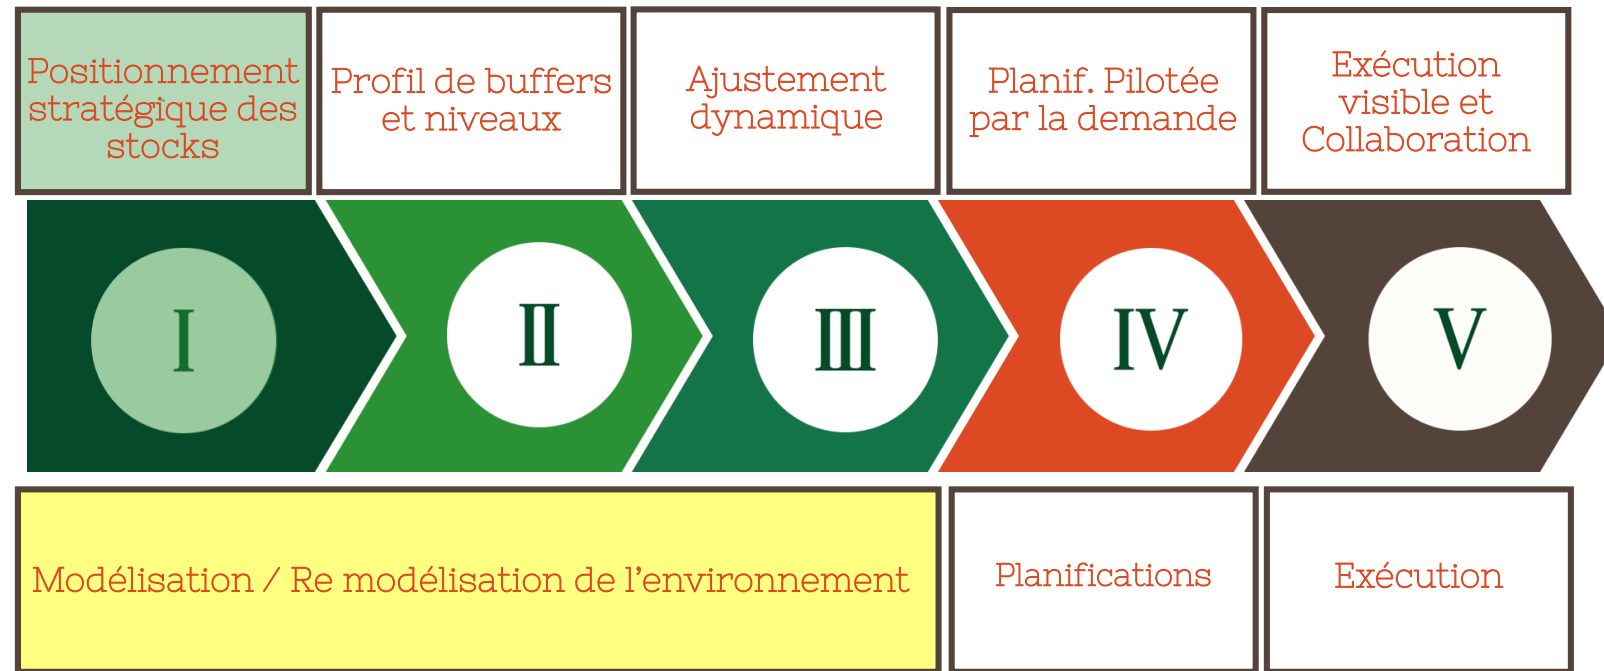 Positionnement
stratégique des
stocks
Profil de buffers
et niveaux
Ajustement
dynamique
Planif. Pilotée
par la demande
Exécution
visible et
Collaboration
I
II
III
IV
V
Modélisation / Re modélisation de l’environnement
Planifications
Exécution